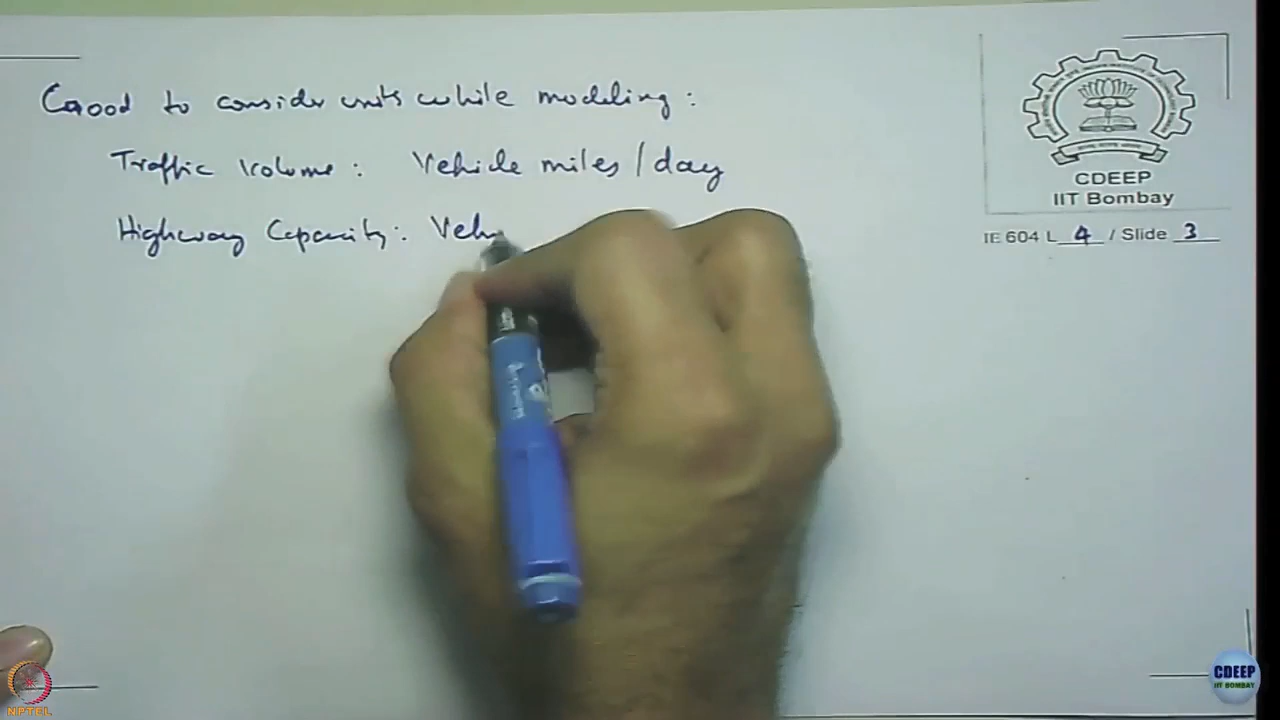 Good to consider units while modeling :
Traffic Volume : Vehicle miles / day
Highway Capacity : Veh
CDEEP
IIT Bombay
IE 604 L 4 / Slide 3
NPTEL
CDEEP
IIT BOMBAY